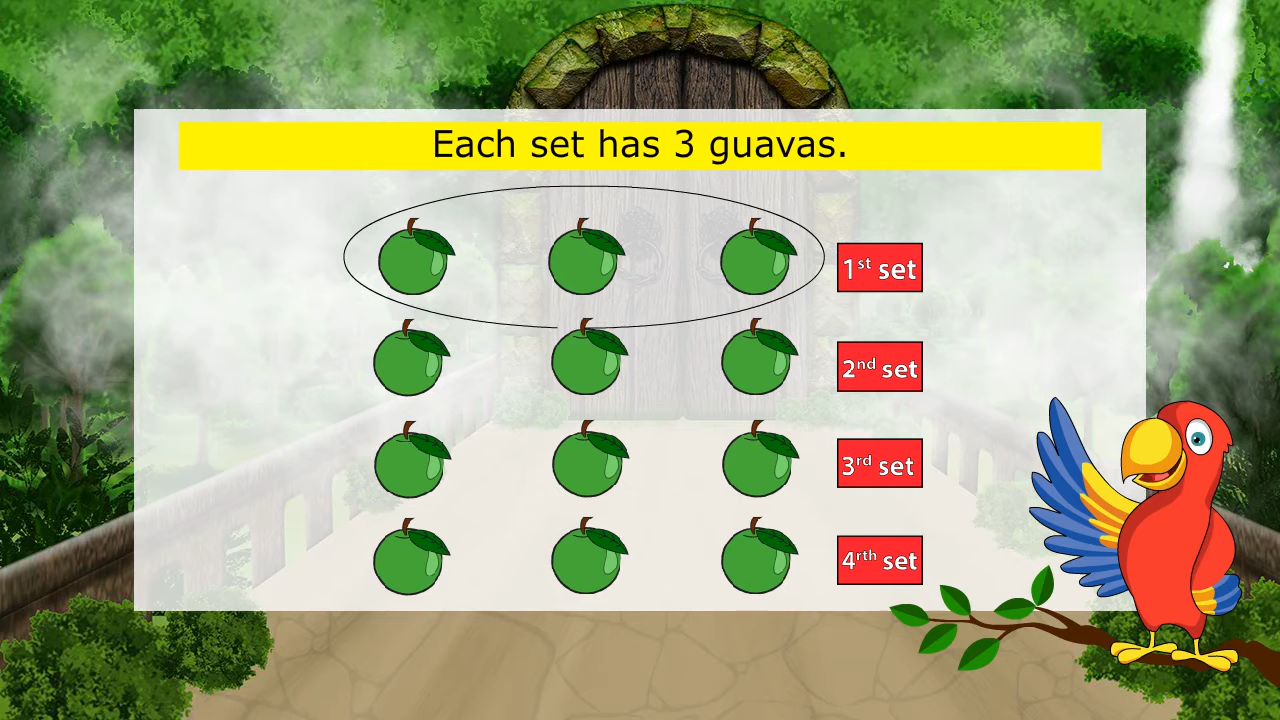 Each set has 3 guavas.
1st set
2nd set
3rd set
4rth set